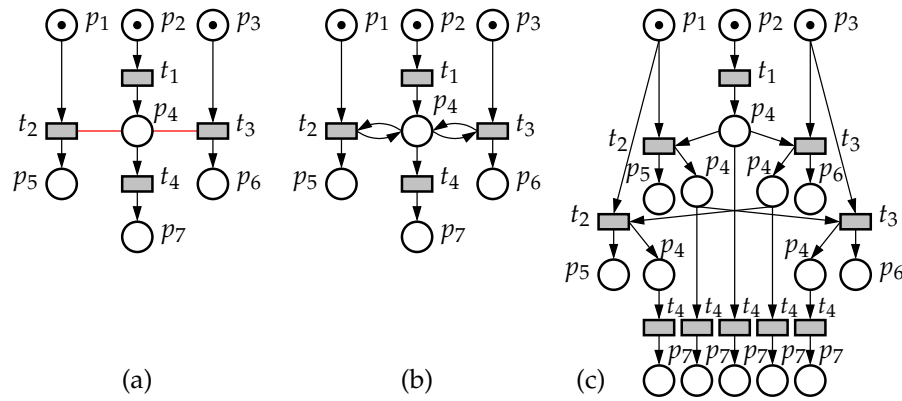 p1 p2 p3 p1 p2 p3 p1 p2 p3
t1 t1 t1
p4 p4 p4
t2 t3 t2 t3 t2 t3
p5 t4 p6 p5 t4 p6 p5 p4 p4 p6
p7 p7 t2 t3
p5 p4 p4 p6
t4 t4 t4 t4 t4
p7 p7 p7 p7 p7
(a) (b) (c)